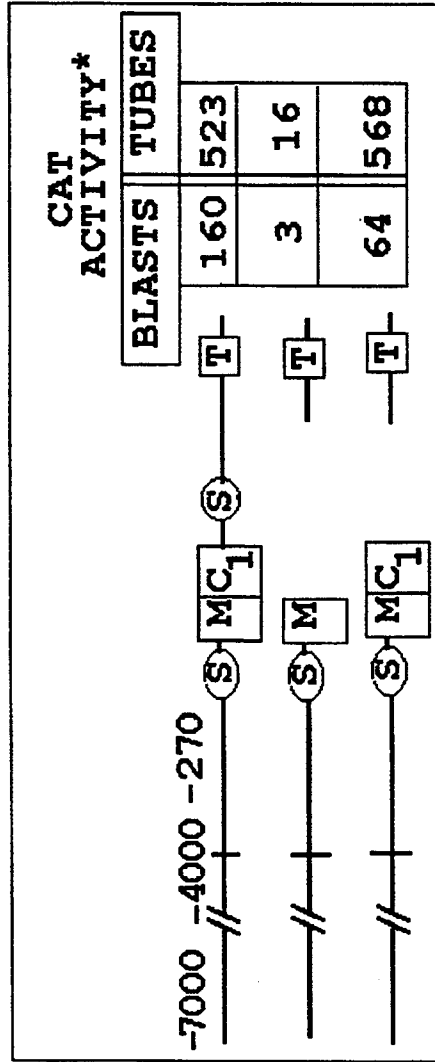 CAT
ACTIVITY*
BLASTS TUBES
-7000 -4000 -270
S M C1 S T 160 523
S M T 3 16
S M C1 T 64 568